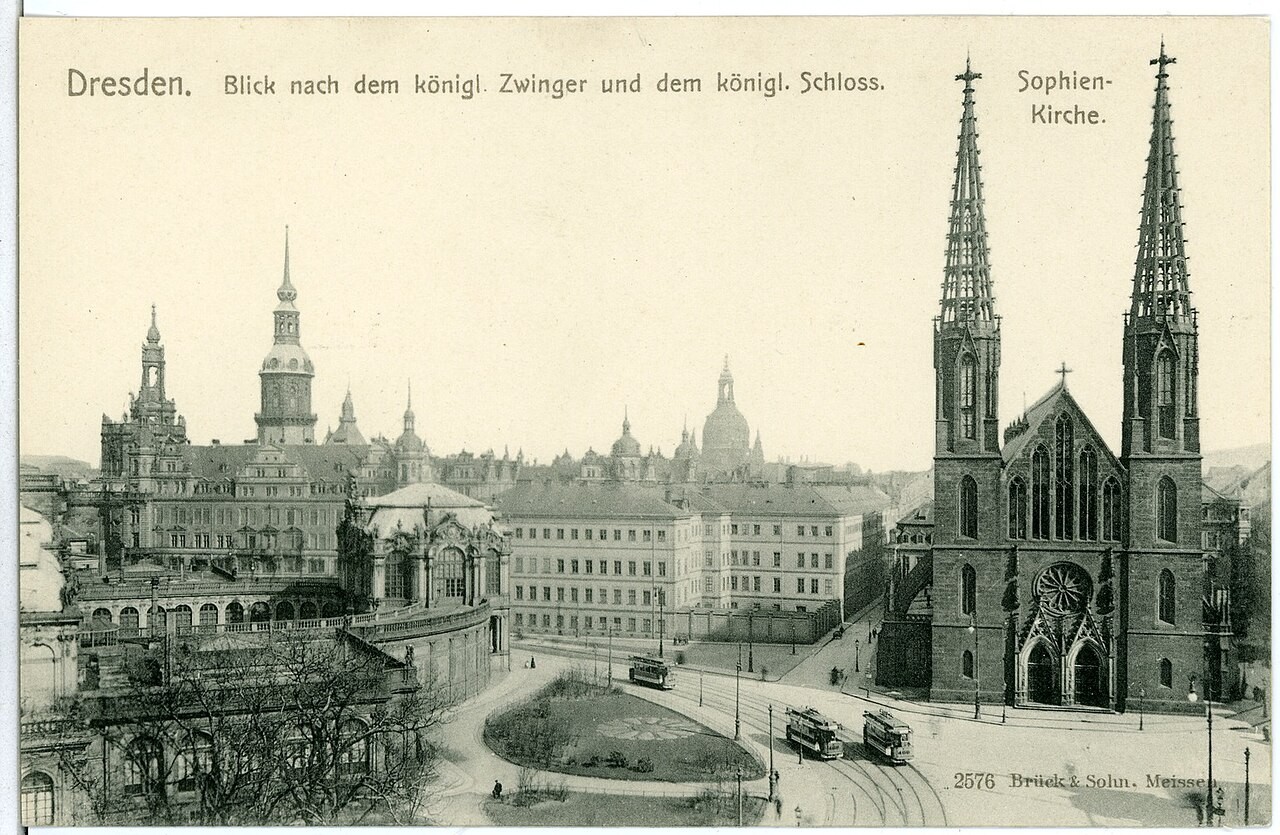 Dresden. Blick nach dem königl. Zwinger und dem königl. Schloss.
Sophien-
Kirche.
2576 Brück & Sohn. Meissen